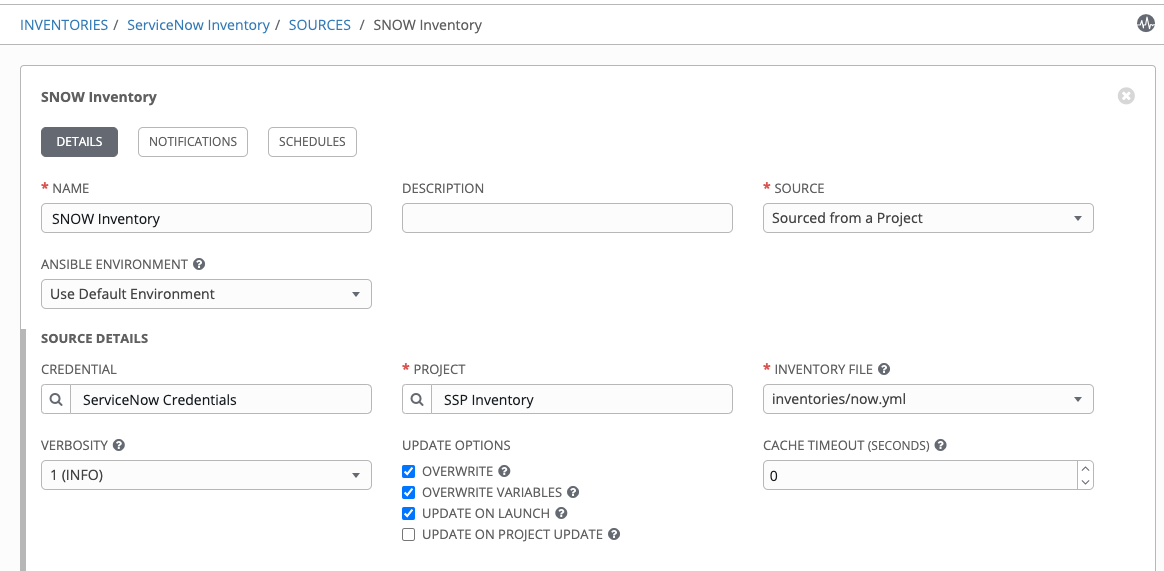 INVENTORIES / ServiceNow Inventory / SOURCES / SNOW Inventory
SNOW Inventory
DETAILS NOTIFICATIONS SCHEDULES
* NAME DESCRIPTION * SOURCE
SNOW Inventory Sourced from a Project
ANSIBLE ENVIRONMENT ?
Use Default Environment
SOURCE DETAILS
CREDENTIAL * PROJECT * INVENTORY FILE ?
ServiceNow Credentials SSP Inventory inventories/now.yml
VERBOSITY ? UPDATE OPTIONS CACHE TIMEOUT (SECONDS) ?
1 (INFO) OVERWRITE ? 0
OVERWRITE VARIABLES ?
UPDATE ON LAUNCH ?
UPDATE ON PROJECT UPDATE ?